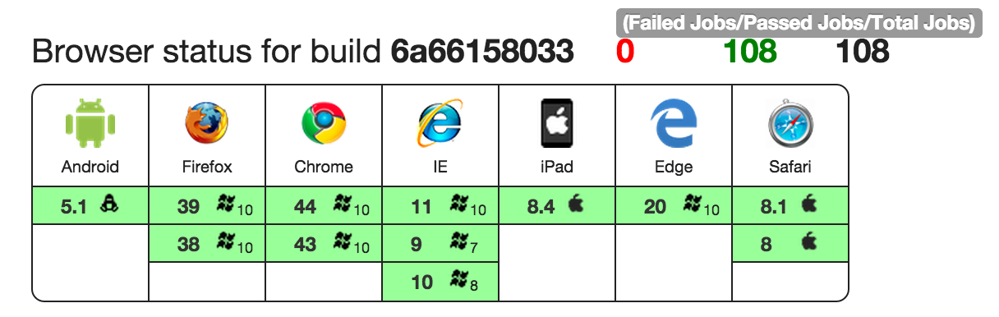 (Failed Jobs/Passed Jobs/Total Jobs)
Browser status for build 6a66158033 0 108 108
Android Firefox Chrome IE iPad Edge Safari
5.1 39 10 44 10 11 10 8.4 20 10 8.1
38 10 43 10 9 7 8
10 8